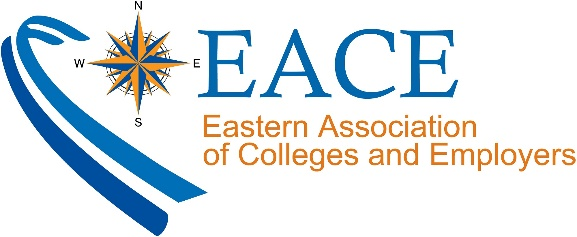 N
W E
S
EACE
Eastern Association
of Colleges and Employers